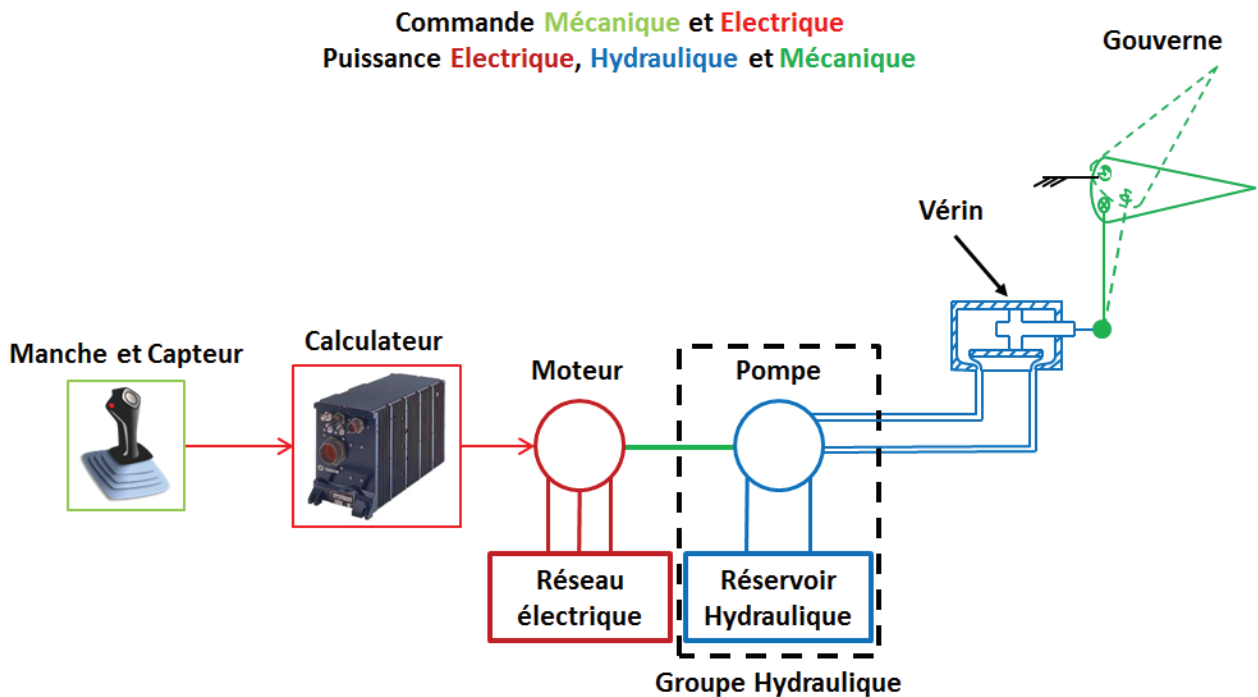 Commande Mécanique et Electrique
Puissance Electrique, Hydraulique et Mécanique
Gouverne
Vérin
Manche et Capteur
Calculateur
Moteur
Pompe
Réseau
électrique
Réservoir
Hydraulique
Groupe Hydraulique